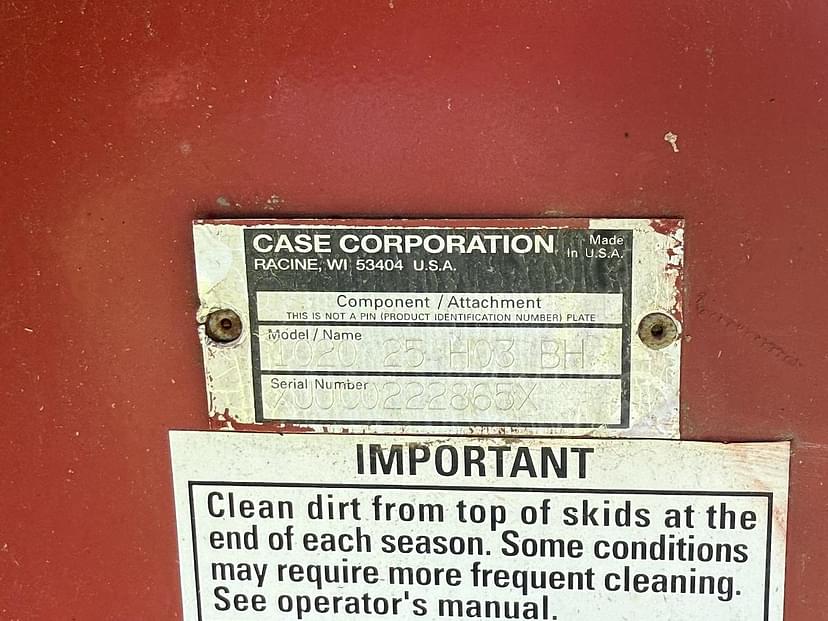 CASE CORPORATION
Made
In U.S.A.
RACINE, WI 53404 U.S.A.
Component / Attachment
THIS IS NOT A PIN (PRODUCT IDENTIFICATION NUMBER) PLATE
Model / Name
1020 25 H03 BH
Serial Number
IMPORTANT
Clean dirt from top of skids at the
end of each season. Some conditions
may require more frequent cleaning.
See operator's manual.